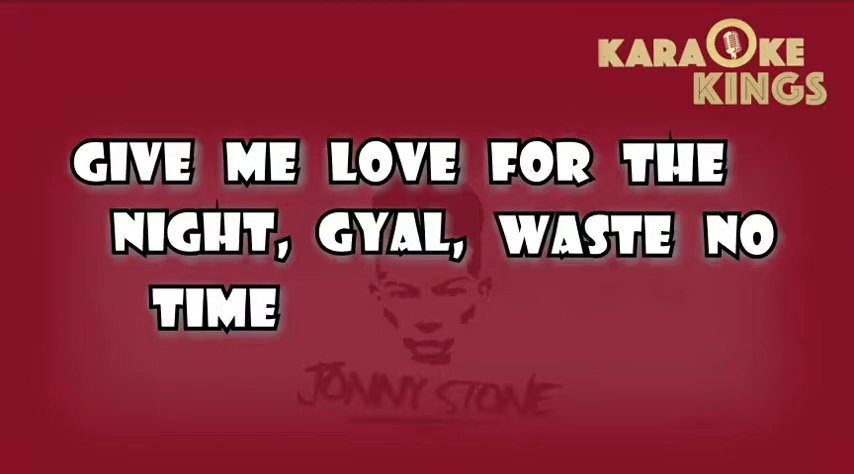 KARAOKE
KINGS
GIVE ME LOVE FOR THE
NIGHT, GYAL, WASTE NO
TIME
JONNY STONE